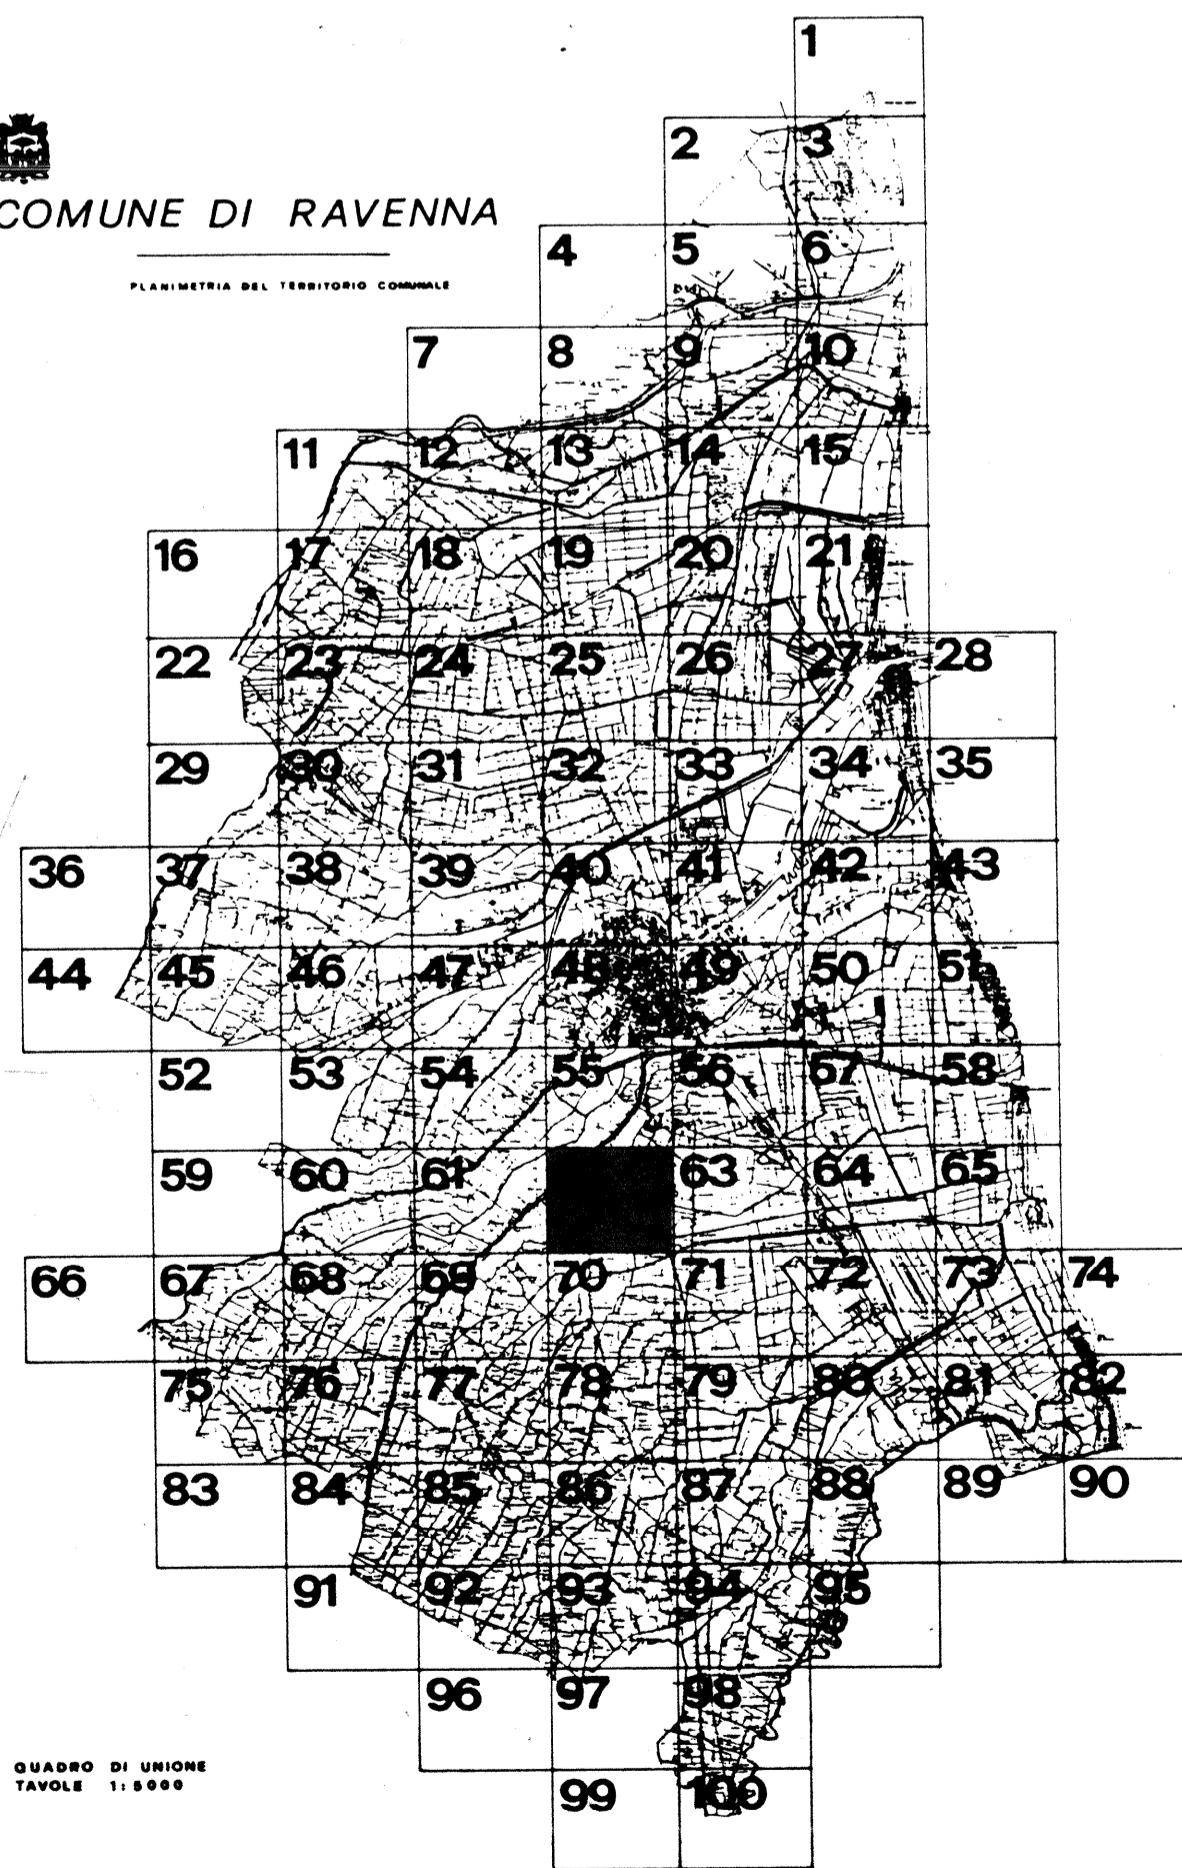 1
2 3
COMUNE DI RAVENNA
4 5 6
PLANIMETRIA DEL TERRITORIO COMUNALE
7 8 9 10
11 12 13 14 15
16 17 18 19 20 21
22 23 24 25 26 27 28
29 30 31 32 33 34 35
36 37 38 39 40 41 42 43
44 45 46 47 48 49 50 51
52 53 54 55 56 57 58
59 60 61 63 64 65
66 67 68 69 70 71 72 73 74
75 76 77 78 79 80 81 82
83 84 85 86 87 88 89 90
91 92 93 94 95
96 97 98
QUADRO DI UNIONE
TAVOLE 1:5000
99 100